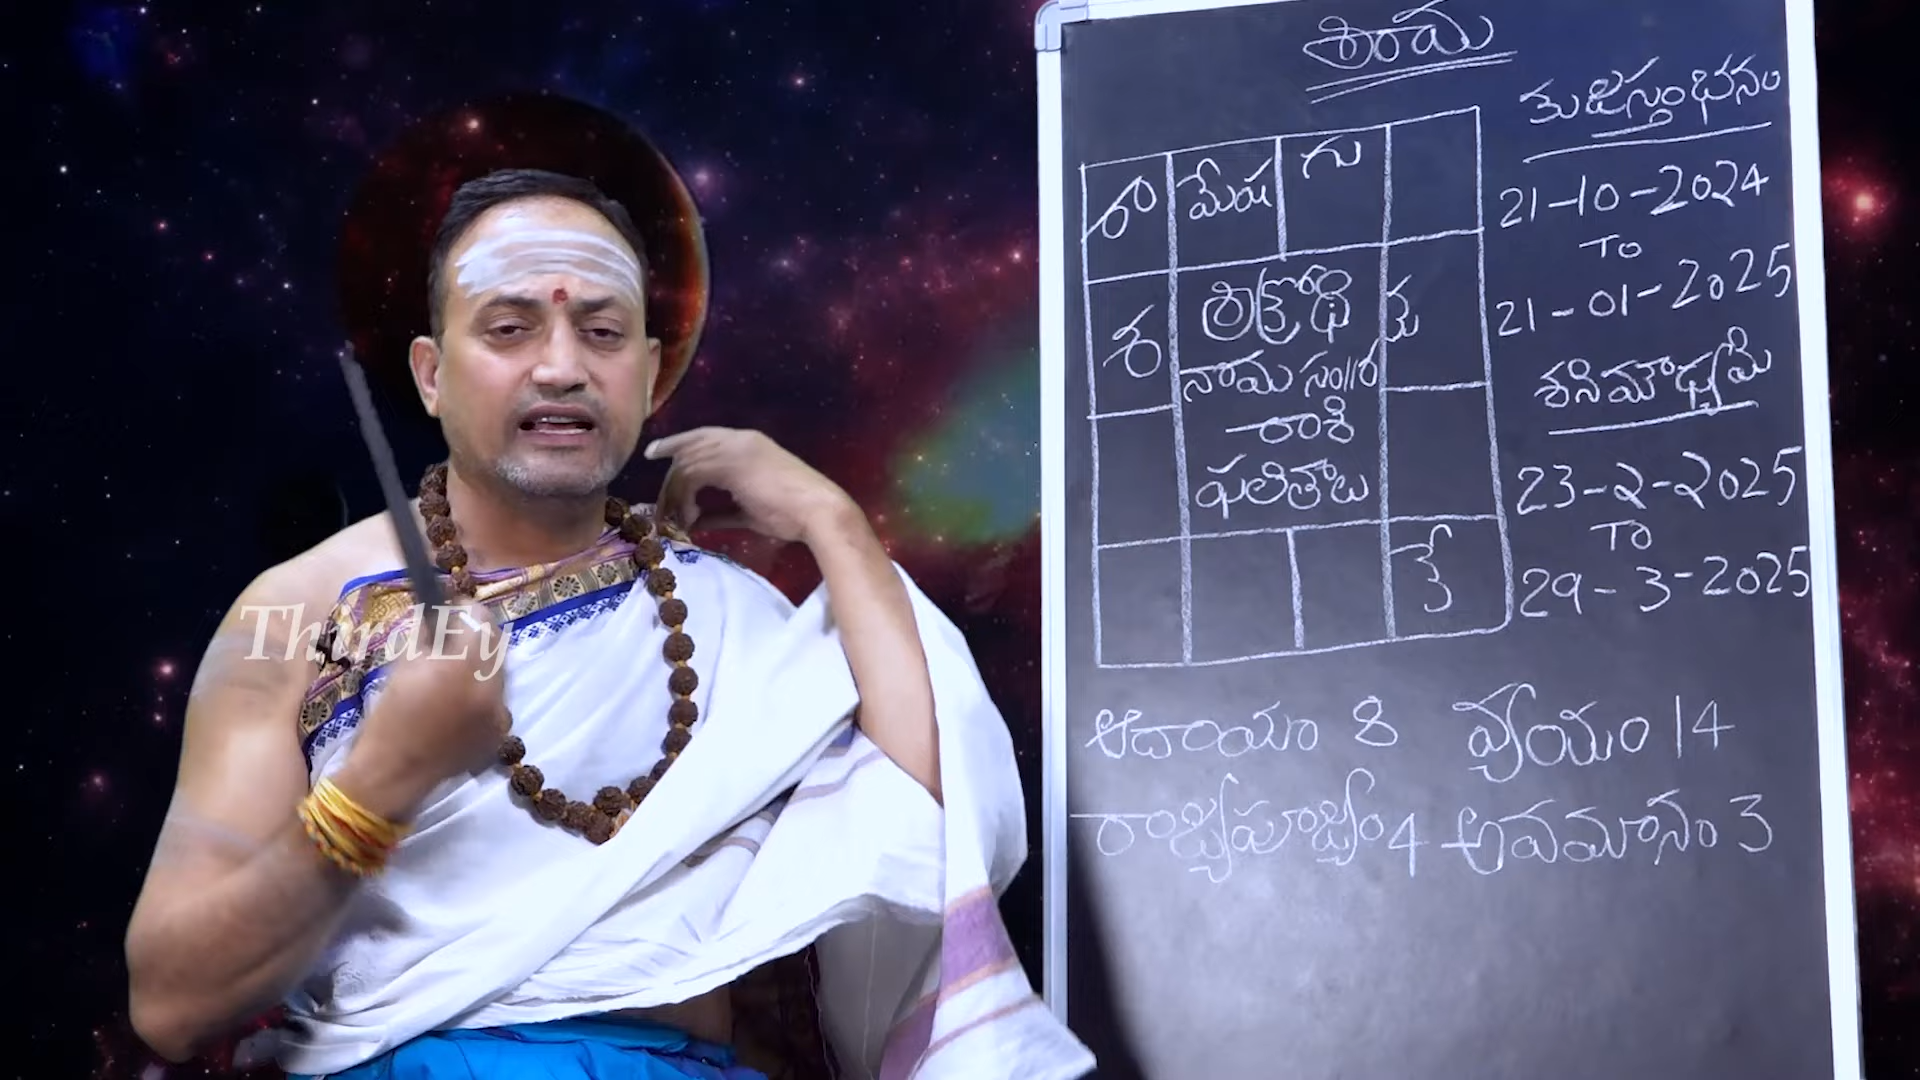 శ్రీరామ
కుజస్తంభనం
21-10-2024
TO
21-01-2025
శనిమౌఢ్యమి
23-2-2025
TO
29-3-2025
రా
మేష
గు
శ్రీక్రోధి
కు
శ
నామ సం||ర
రాశి
ఫలితాలు
కే
ThirdEye
ఆదాయం 8 వ్యయం 14
రాజ్యపూజ్యం 4 అవమానం 3